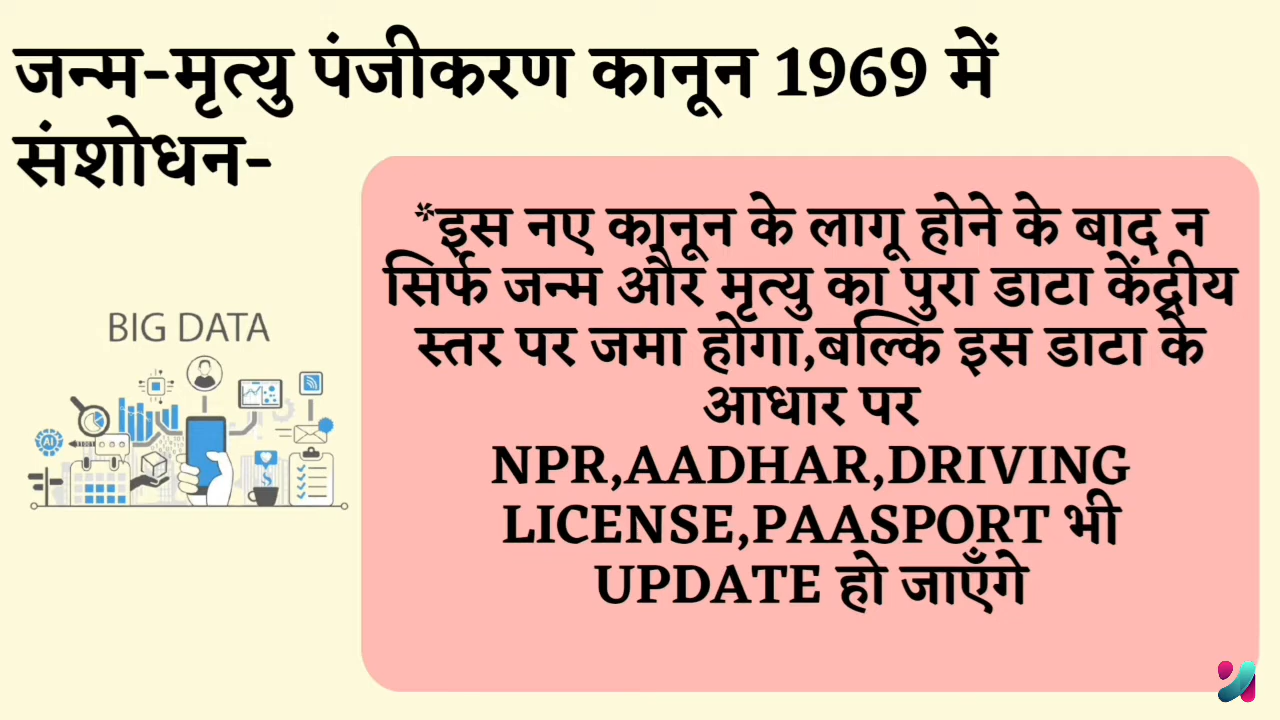 जन्म-मृत्यु पंजीकरण कानून 1969 में
संशोधन-
*इस नए कानून के लागू होने के बाद न
सिर्फ जन्म और मृत्यु का पुरा डाटा केंद्रीय
स्तर पर जमा होगा,बल्कि इस डाटा के
आधार पर
NPR,AADHAR,DRIVING
LICENSE,PAASPORT भी
UPDATE हो जाएँगे
BIG DATA
AI